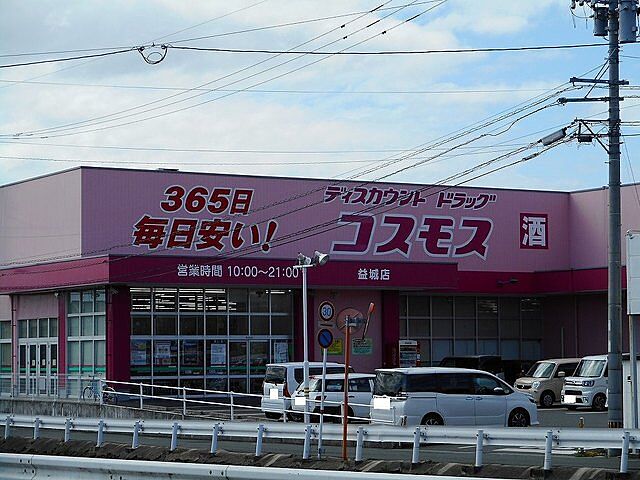 365日
毎日安い!
ディスカウント ドラッグ
コスモス
酒
営業時間 10:00～21:00
益城店
30